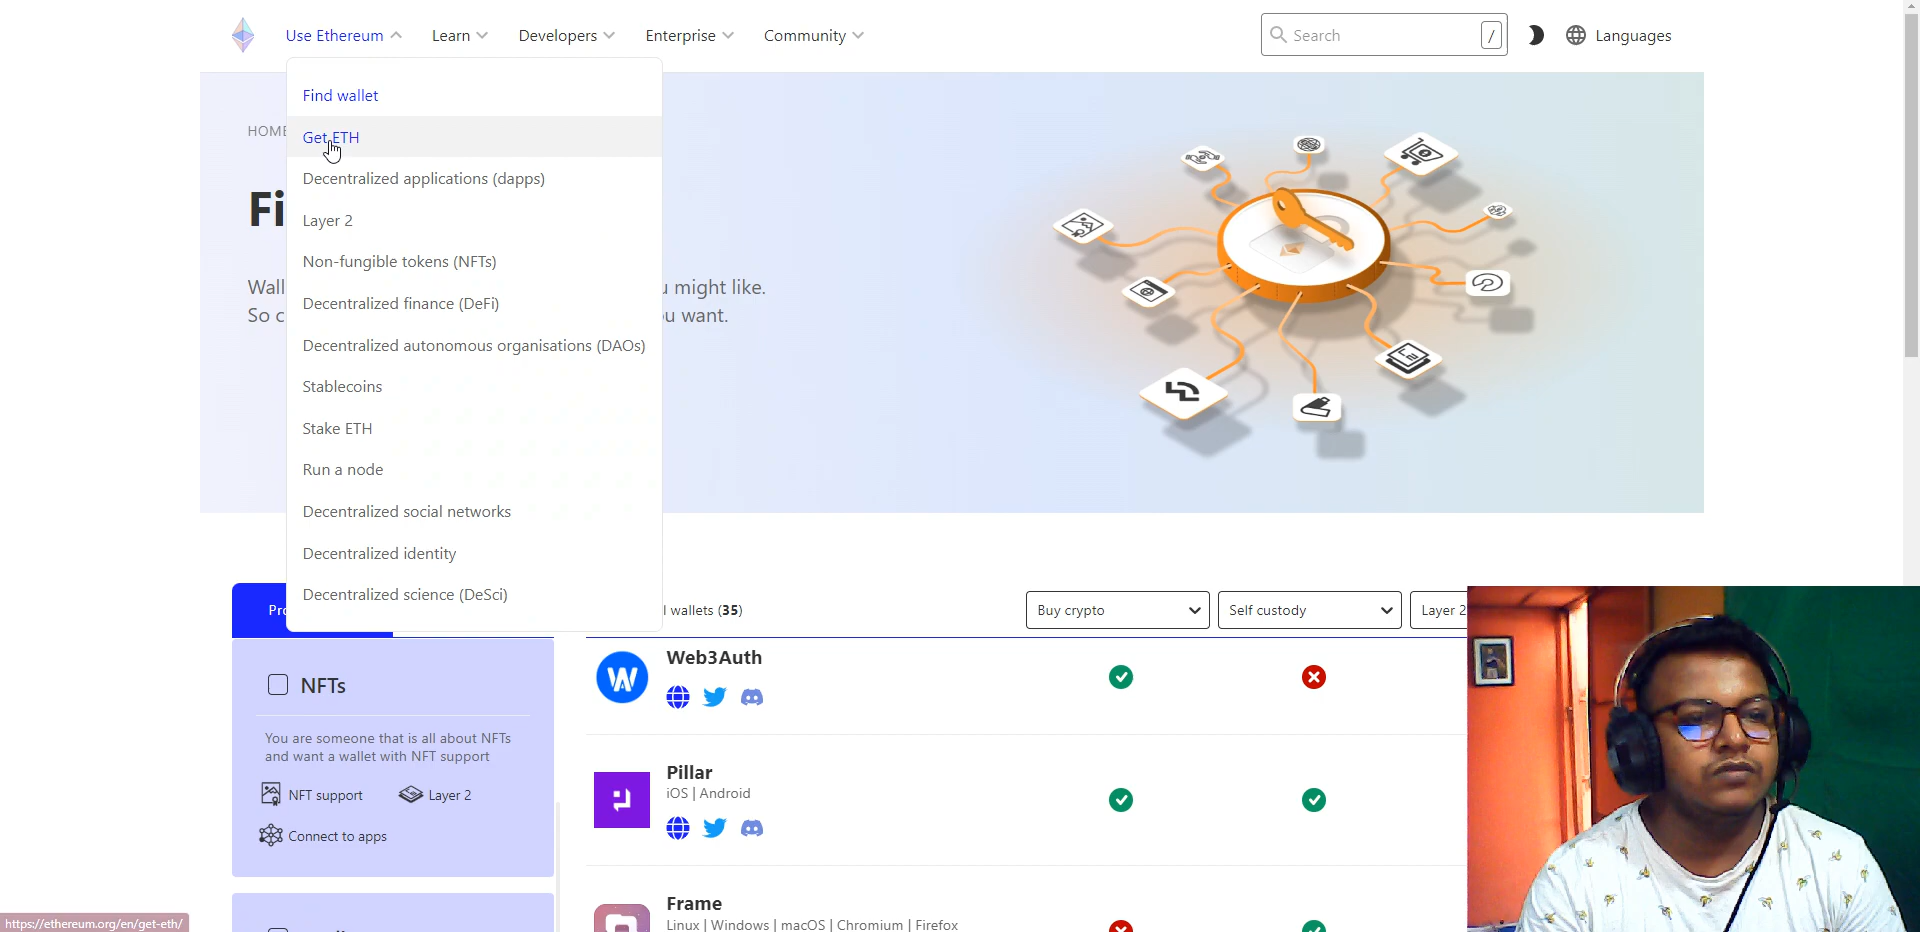 Use Ethereum
Learn
Developers
Enterprise
Community
Search
/
Languages
Find wallet
Get ETH
Decentralized applications (dapps)
Layer 2
Non-fungible tokens (NFTs)
Decentralized finance (DeFi)
Decentralized autonomous organisations (DAOs)
Stablecoins
Stake ETH
Run a node
Decentralized social networks
Decentralized identity
Decentralized science (DeSci)
HOME
Fi
Wall
u might like.
So c
u want.
Pro
l wallets (35)
Buy crypto
Self custody
Layer 2
NFTs
You are someone that is all about NFTs
and want a wallet with NFT support
NFT support
Layer 2
Connect to apps
Web3Auth
Pillar
iOS | Android
Frame
Linux | Windows | macOS | Chromium | Firefox
https://ethereum.org/en/get-eth/